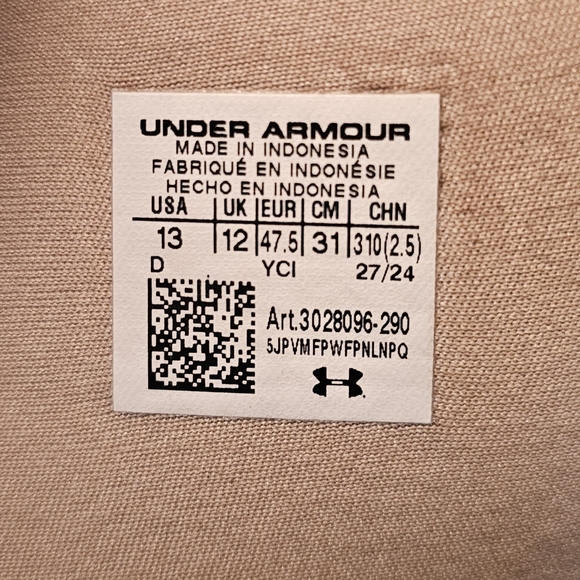 UNDER ARMOUR
MADE IN INDONESIA
FABRIQUÉ EN INDONÉSIE
HECHO EN INDONESIA
USA UK EUR CM CHN
13 12 47.5 31 310(2.5)
D YCI 27/24
Art.3028096-290
5JPVMFPWFPNLNPQ